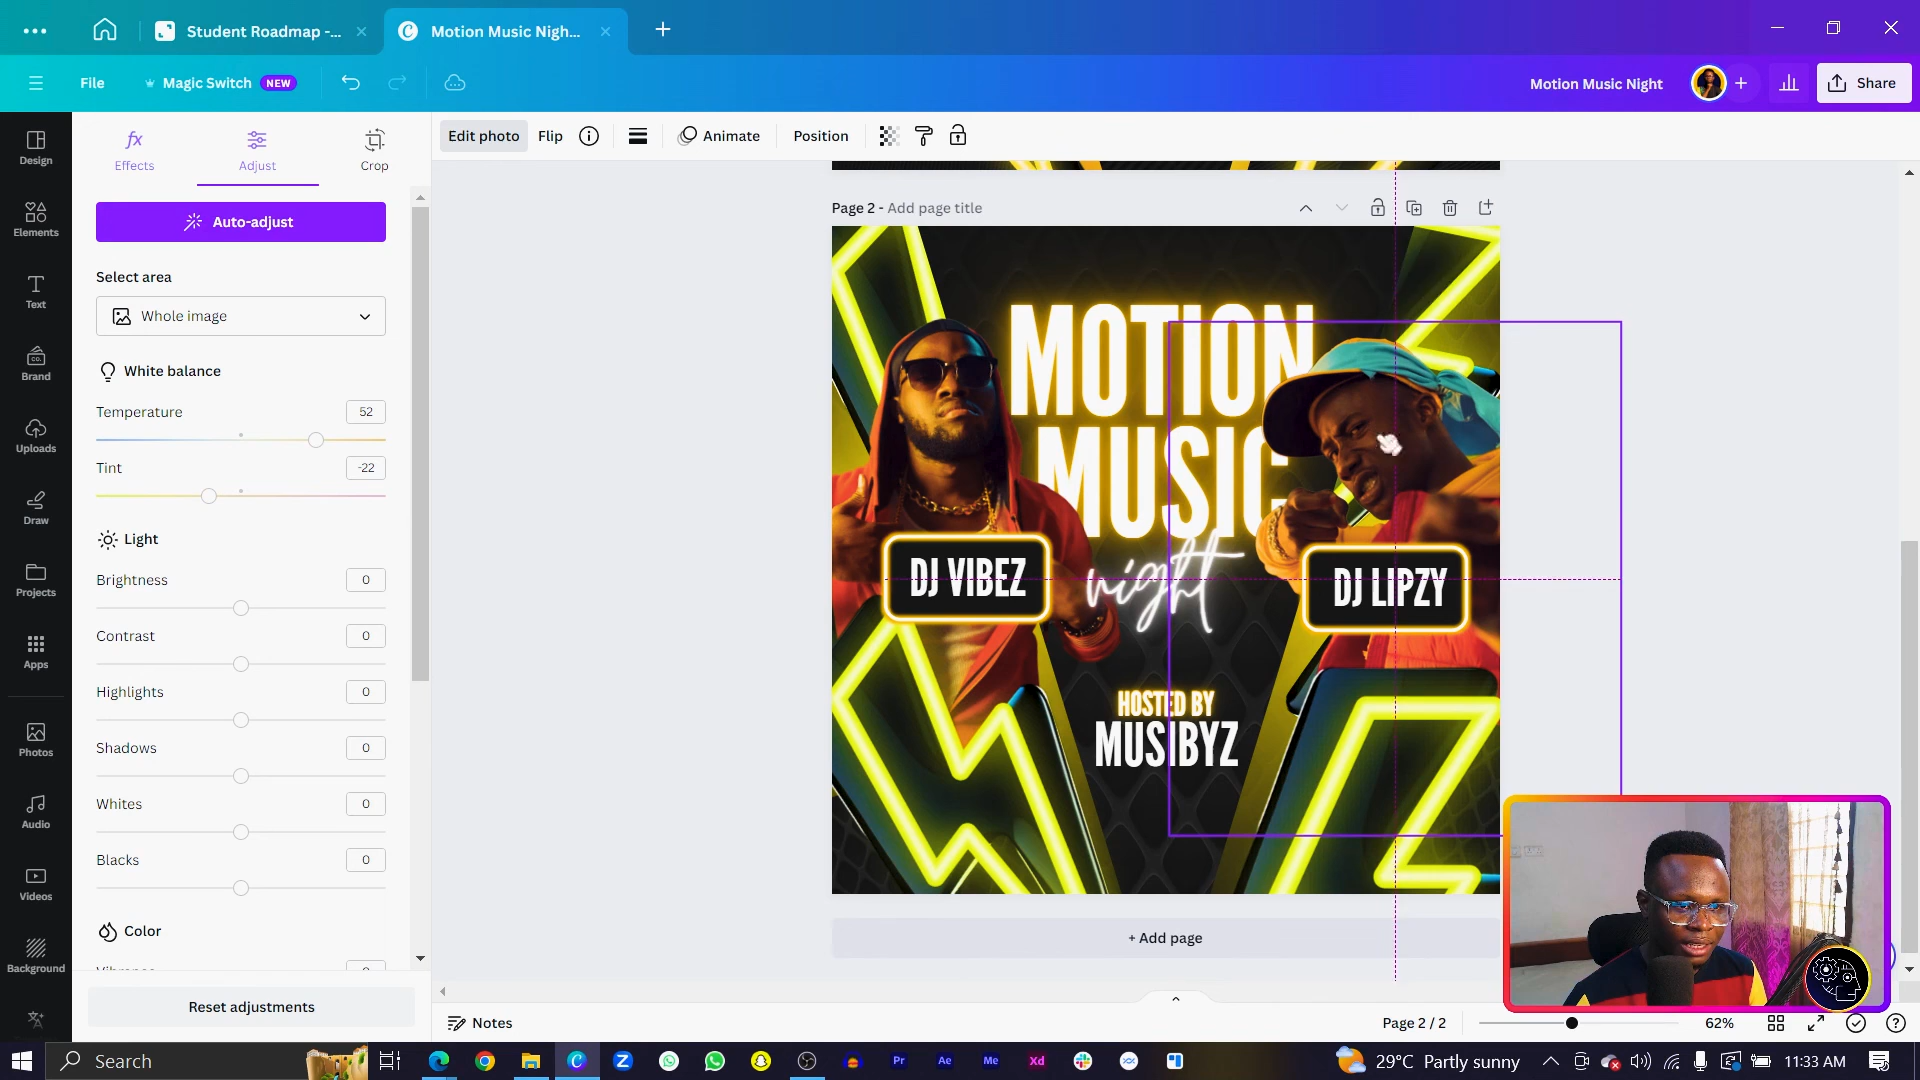 Student Roadmap -...
Motion Music Nigh...
File
Magic Switch
NEW
Motion Music Night
Share
Design
Elements
Text
Brand
Uploads
Draw
Projects
Apps
Photos
Audio
Videos
Background
Effects
Adjust
Crop
Auto-adjust
Select area
Whole image
White balance
Temperature
52
Tint
-22
Light
Brightness
0
Contrast
0
Highlights
0
Shadows
0
Whites
0
Blacks
0
Color
Reset adjustments
Edit photo
Flip
Animate
Position
Page 2 - Add page title
MOTION
MUSIC
night
DJ VIBEZ
DJ LIPZY
HOSTED BY
MUSIBYZ
+ Add page
Notes
Page 2 / 2
62%
Search
29°C Partly sunny
11:33 AM